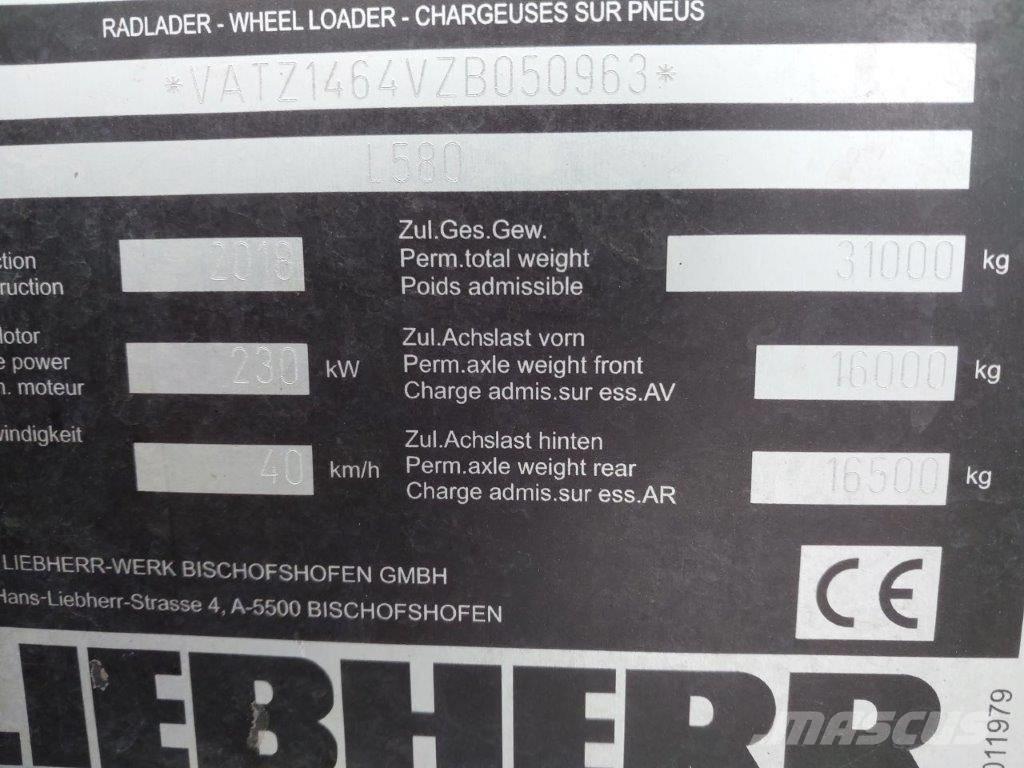 RADLADER - WHEEL LOADER - CHARGEUSES SUR PNEUS
*VATZ1464VZB050963*
L580
ction
truction
2018
Zul.Ges.Gew.
Perm.total weight
Poids admissible
31000 kg
Motor
e power
n. moteur
230 kW
Zul.Achslast vorn
Perm.axle weight front
Charge admis.sur ess.AV
16000 kg
windigkeit
40 km/h
Zul.Achslast hinten
Perm.axle weight rear
Charge admis.sur ess.AR
16500 kg
LIEBHERR-WERK BISCHOFSHOFEN GMBH
Hans-Liebherr-Strasse 4, A-5500 BISCHOFSHOFEN
CE
LIEBHERR
MASCUS
011979